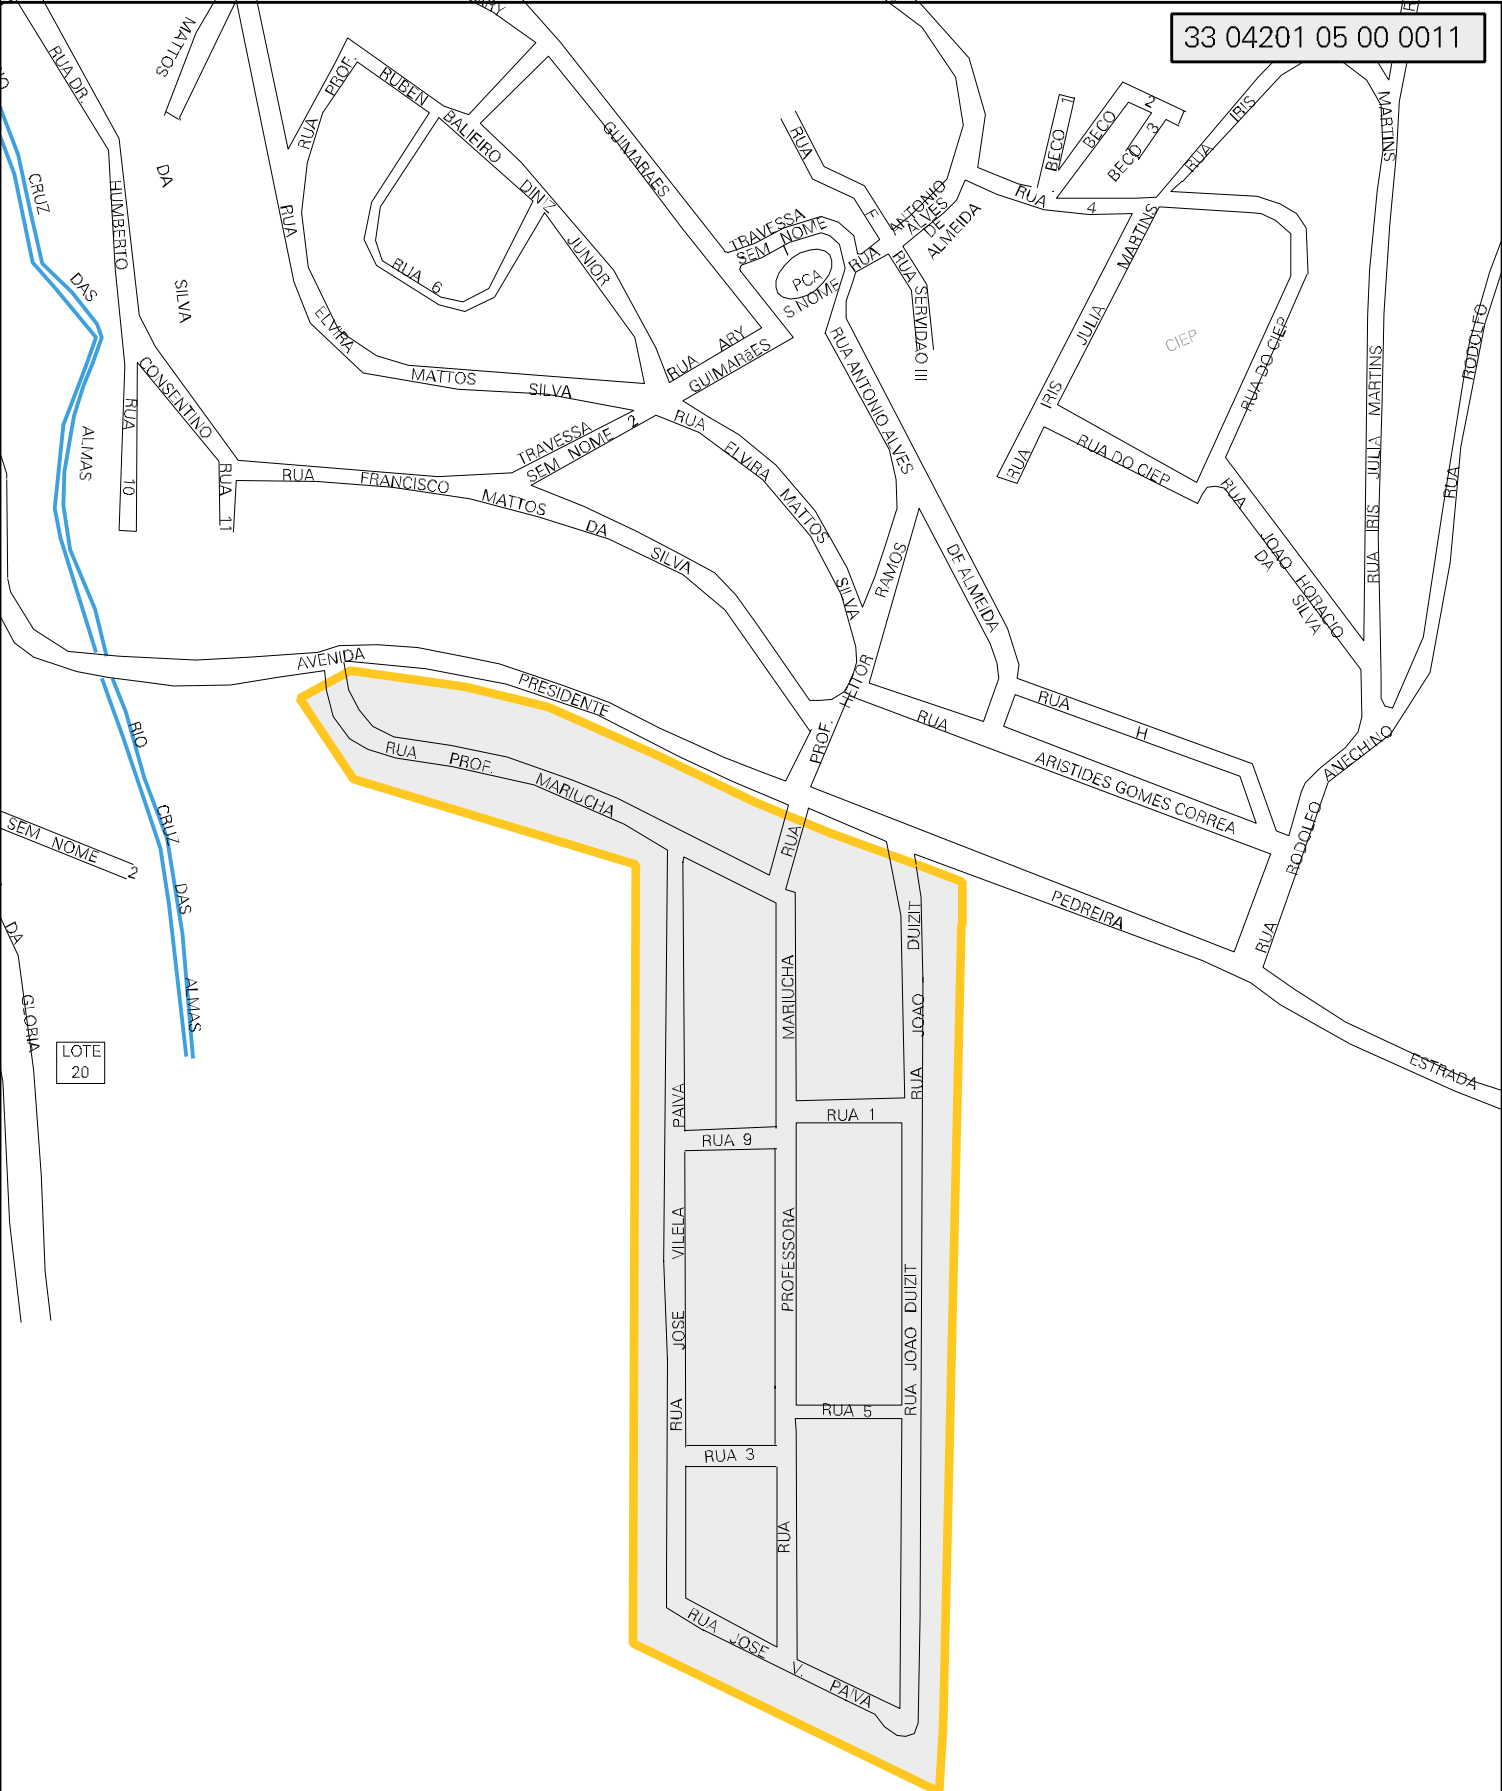 33 04201 05 00 0011
RUA DR.
HUMBERTO
CONSENTINO
MATTOS
DA
SILVA
CRUZ
DAS
ALMAS
RUA
10
RUA
11
RUA
PROF.
RUBEN
BALIEIRO
DINIZ
JUNIOR
RUA 6
RUA
ELVIRA
MATTOS
SILVA
GUIMARAES
RUA ARY
GUIMARãES
TRAVESSA
SEM NOME
1
PCA
S NOME
RUA
F
RUA
ANTONIO
ALVES
DE
ALMEIDA
RUA SERVIDAO III
BECO 1
BECO 2
BECO 3
RUA IRIS
MARTINS
RUA 4
RUA
IRIS
JULIA
MARTINS
CIEP
RUA DO CIEP
RUA DO CIEP
RUA IRIS JULIA MARTINS
RODOLFO
RUA
RUA JOAO HORACIO
DA
SILVA
TRAVESSA
SEM NOME 2
RUA FRANCISCO MATTOS DA SILVA
RUA ELVIRA MATTOS SILVA
RUA ANTONIO ALVES
DE ALMEIDA
PROF. HEITOR RAMOS
RUA
RUA H
RUA ARISTIDES GOMES CORREA
RUA RODOLFO ANECHINO
AVENIDA PRESIDENTE
PEDREIRA
ESTRADA
RUA PROF. MARIUCHA
RIO
CRUZ
DAS
ALMAS
SEM NOME 2
DA
GLORIA
LOTE
20
RUA JOAO DUIZIT
RUA PROFESSORA MARIUCHA
RUA JOSE VILELA PAIVA
RUA 1
RUA 9
RUA JOAO DUIZIT
RUA 5
RUA 3
RUA JOSE V. PAIVA